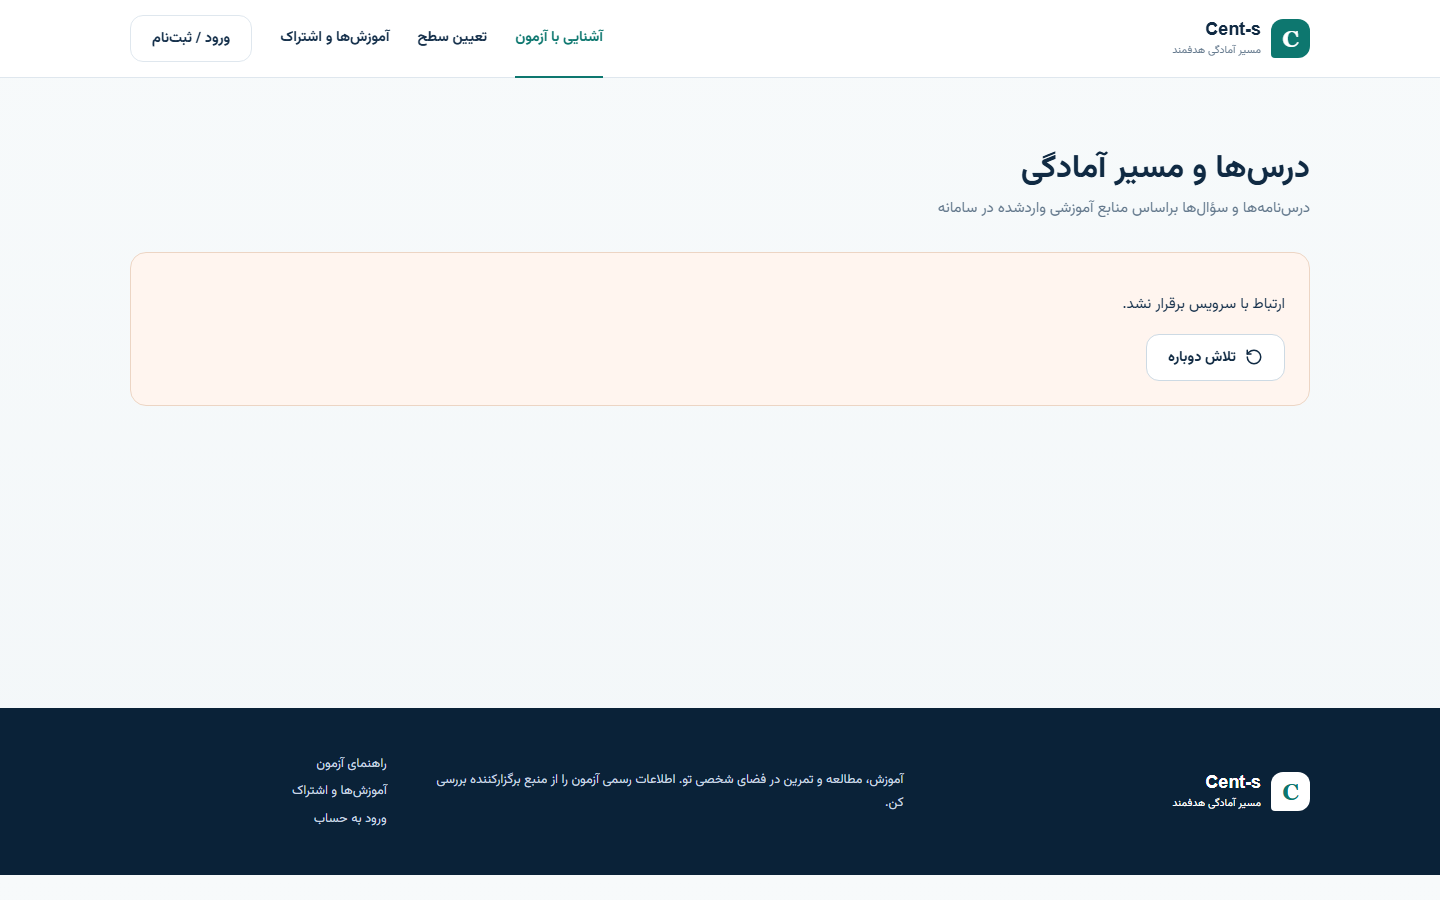 C
Cent-s
مسیر آمادگی هدفمند
آشنایی با آزمون
تعیین سطح
آموزش‌ها و اشتراک
ورود / ثبت‌نام
درس‌ها و مسیر آمادگی
درس‌نامه‌ها و سؤال‌ها براساس منابع آموزشی واردشده در سامانه
ارتباط با سرویس برقرار نشد.
تلاش دوباره
C
Cent-s
مسیر آمادگی هدفمند
آموزش، مطالعه و تمرین در فضای شخصی تو. اطلاعات رسمی آزمون را از منبع برگزارکننده بررسی
کن.
راهنمای آزمون
آموزش‌ها و اشتراک
ورود به حساب